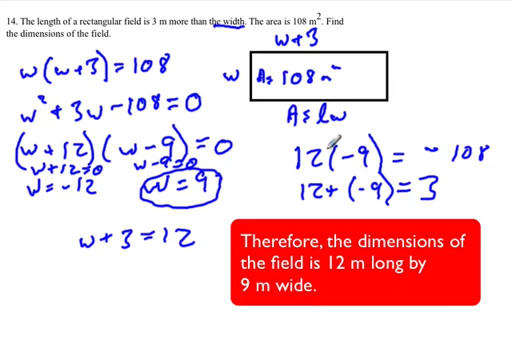 14. The length of a rectangular field is 3 m more than the width. The area is 108 m². Find
the dimensions of the field.
w+3
w(w+3)=108
w
A=108m²
w²+3w-108=0
A=lw
(w+12)(w-9)=0
12(-9)=-108
w+12=0
w-9=0
w=-12
w=9
12+(-9)=3
w+3=12
Therefore, the dimensions of
the field is 12 m long by
9 m wide.